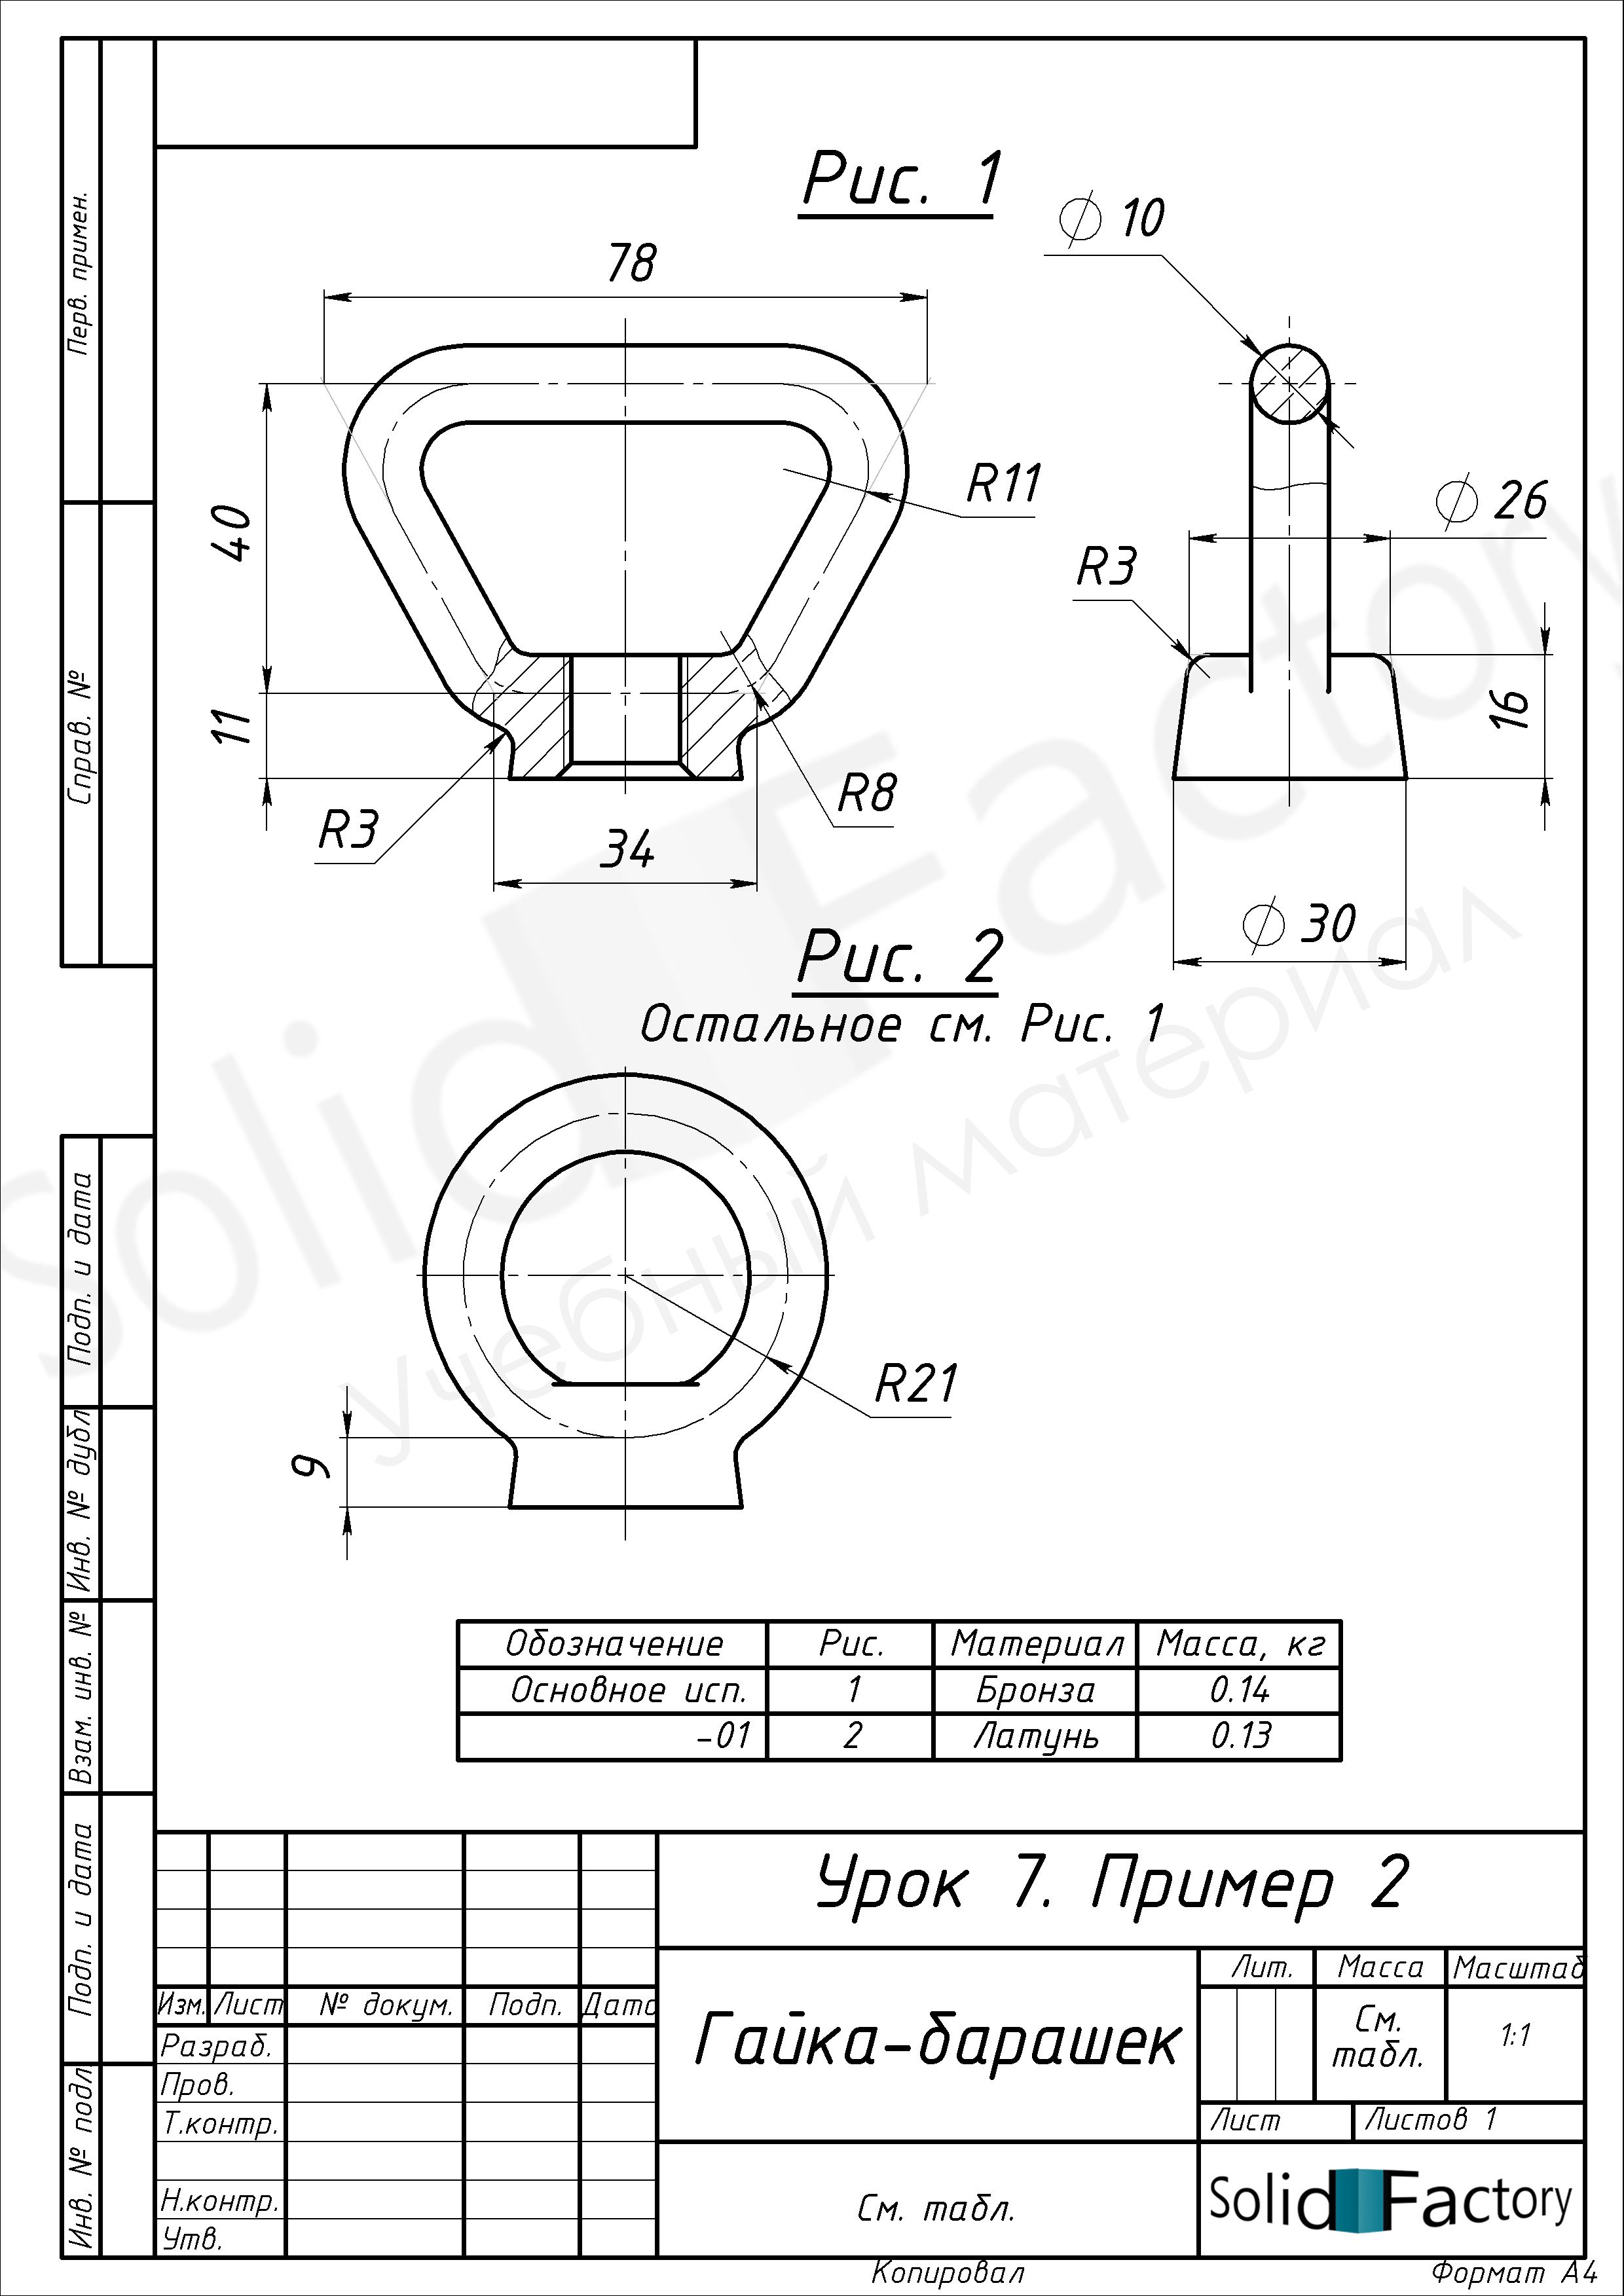 Рис. 1
⌀ 10
78
40
R11
⌀ 26
R3
16
11
R3
R8
34
⌀ 30
Рис. 2
Остальное см. Рис. 1
R21
9
Обозначение Рис. Материал Масса, кг
Основное исп. 1 Бронза 0.14
-01 2 Латунь 0.13
Урок 7. Пример 2
Гайка-барашек
Лит. Масса Масштаб
См. табл.
1:1
Лист Листов 1
См. табл.
Solid Factory
Изм. Лист № докум. Подп. Дата
Разраб.
Пров.
Т.контр.
Н.контр.
Утв.
Копировал Формат А4
Перв. примен.
Справ. №
Подп. и дата
Инв. № дубл
Взам. инв. №
Подп. и дата
Инв. № подл
Solid Factory
Учебный материал